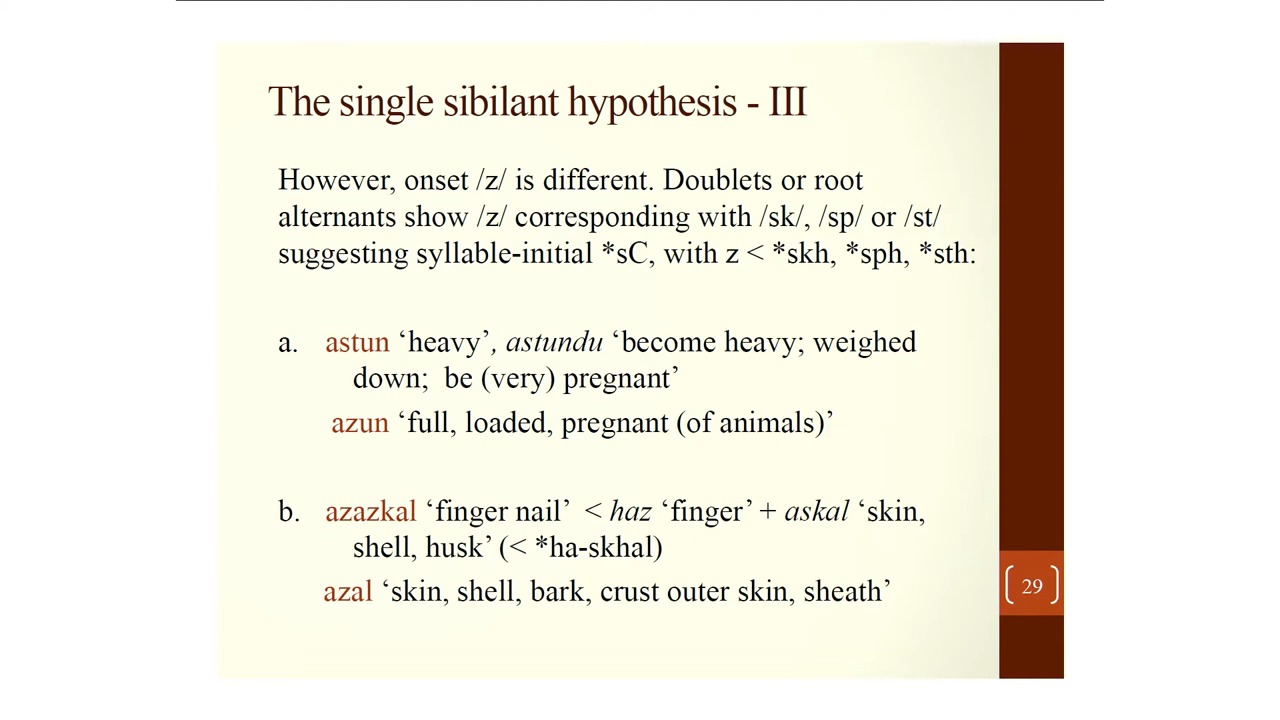 The single sibilant hypothesis - III
However, onset /z/ is different. Doublets or root
alternants show /z/ corresponding with /sk/, /sp/ or /st/
suggesting syllable-initial *sC, with z < *skh, *sph, *sth:
a. astun ‘heavy’, astundu ‘become heavy; weighed
down; be (very) pregnant’
azun ‘full, loaded, pregnant (of animals)’
b. azazkal ‘finger nail’ < haz ‘finger’ + askal ‘skin,
shell, husk’ (< *ha-skhal)
azal ‘skin, shell, bark, crust outer skin, sheath’
29